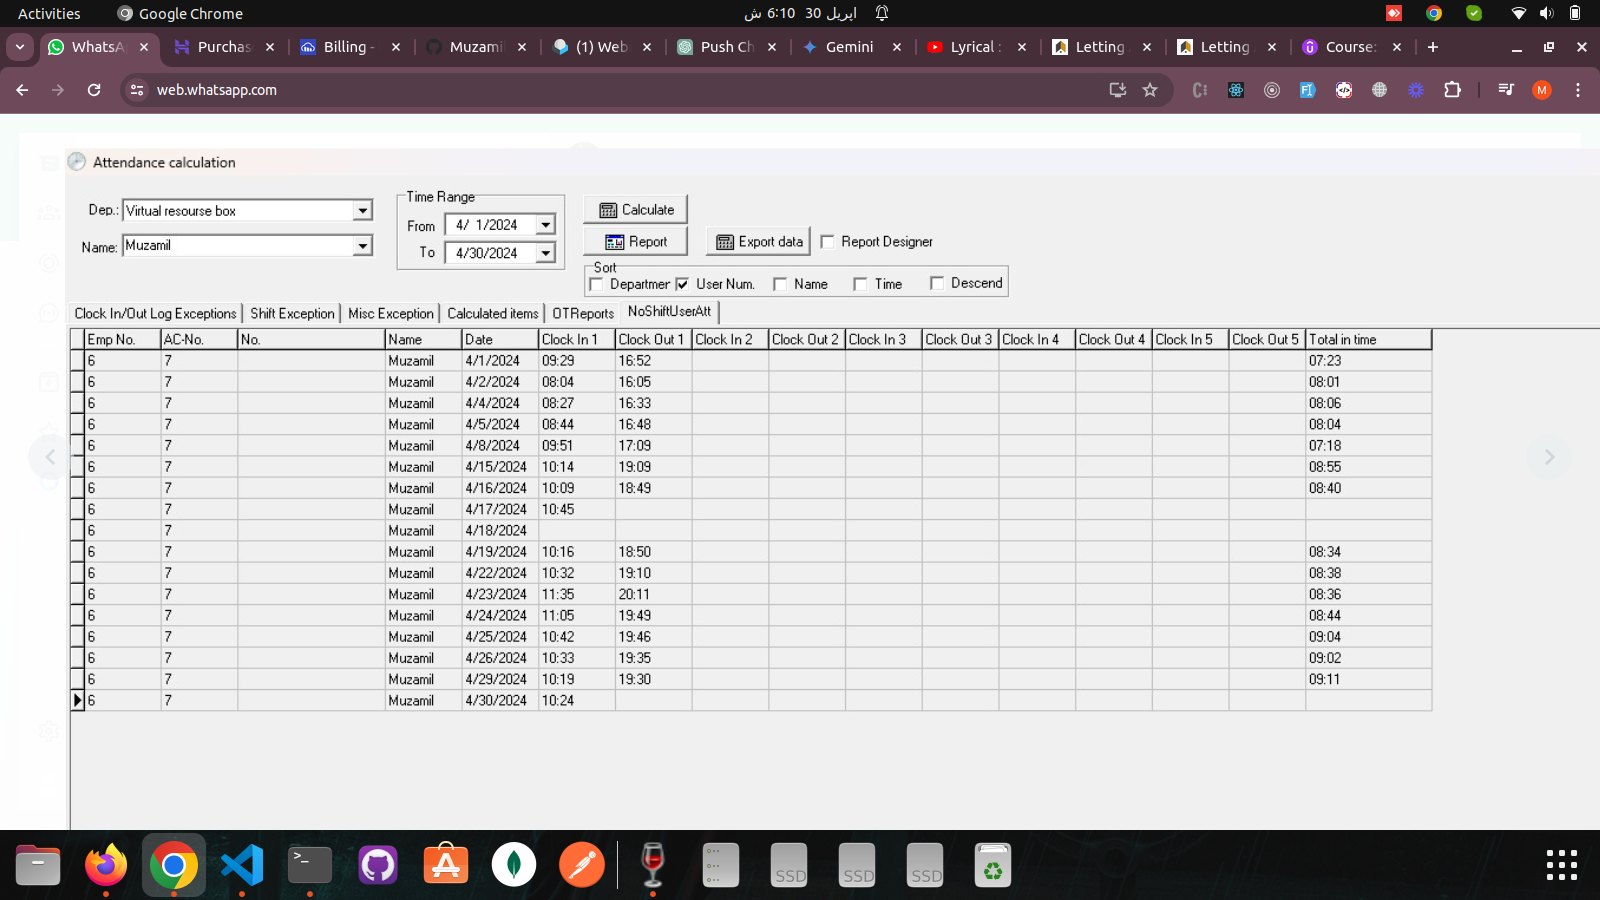 Activities Google Chrome ش 6:10 30 اپریل
WhatsA Purchas Billing - Muzami (1) Web Push Ch Gemini Lyrical : Letting Letting Course:
web.whatsapp.com M
Attendance calculation
Dep.: Virtual resourse box
Name: Muzamil
Time Range
From 4/ 1/2024
To 4/30/2024
Calculate
Report Export data Report Designer
Sort
Departmer User Num. Name Time Descend
Clock In/Out Log Exceptions Shift Exception Misc Exception Calculated items OTReports NoShiftUserAtt
Emp No. AC-No. No. Name Date Clock In 1 Clock Out 1 Clock In 2 Clock Out 2 Clock In 3 Clock Out 3 Clock In 4 Clock Out 4 Clock In 5 Clock Out 5 Total in time
6 7 Muzamil 4/1/2024 09:29 16:52 07:23
6 7 Muzamil 4/2/2024 08:04 16:05 08:01
6 7 Muzamil 4/4/2024 08:27 16:33 08:06
6 7 Muzamil 4/5/2024 08:44 16:48 08:04
6 7 Muzamil 4/8/2024 09:51 17:09 07:18
6 7 Muzamil 4/15/2024 10:14 19:09 08:55
6 7 Muzamil 4/16/2024 10:09 18:49 08:40
6 7 Muzamil 4/17/2024 10:45
6 7 Muzamil 4/18/2024
6 7 Muzamil 4/19/2024 10:16 18:50 08:34
6 7 Muzamil 4/22/2024 10:32 19:10 08:38
6 7 Muzamil 4/23/2024 11:35 20:11 08:36
6 7 Muzamil 4/24/2024 11:05 19:49 08:44
6 7 Muzamil 4/25/2024 10:42 19:46 09:04
6 7 Muzamil 4/26/2024 10:33 19:35 09:02
6 7 Muzamil 4/29/2024 10:19 19:30 09:11
6 7 Muzamil 4/30/2024 10:24
SSD SSD SSD